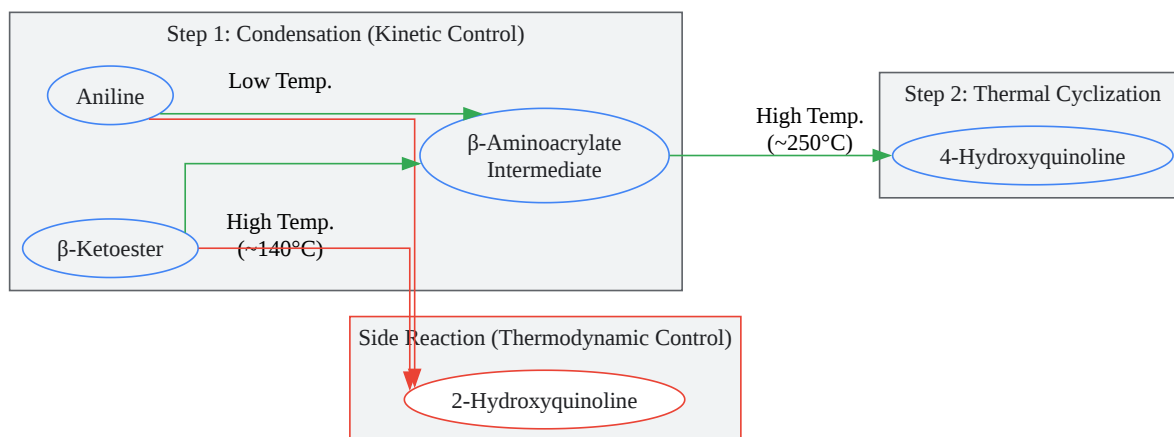 Step 1: Condensation (Kinetic Control)
Aniline
Low Temp.
β-Aminoacrylate
Intermediate
High Temp.
(~140°C)
β-Ketoester
High Temp.
(~250°C)
Step 2: Thermal Cyclization
4-Hydroxyquinoline
Side Reaction (Thermodynamic Control)
2-Hydroxyquinoline